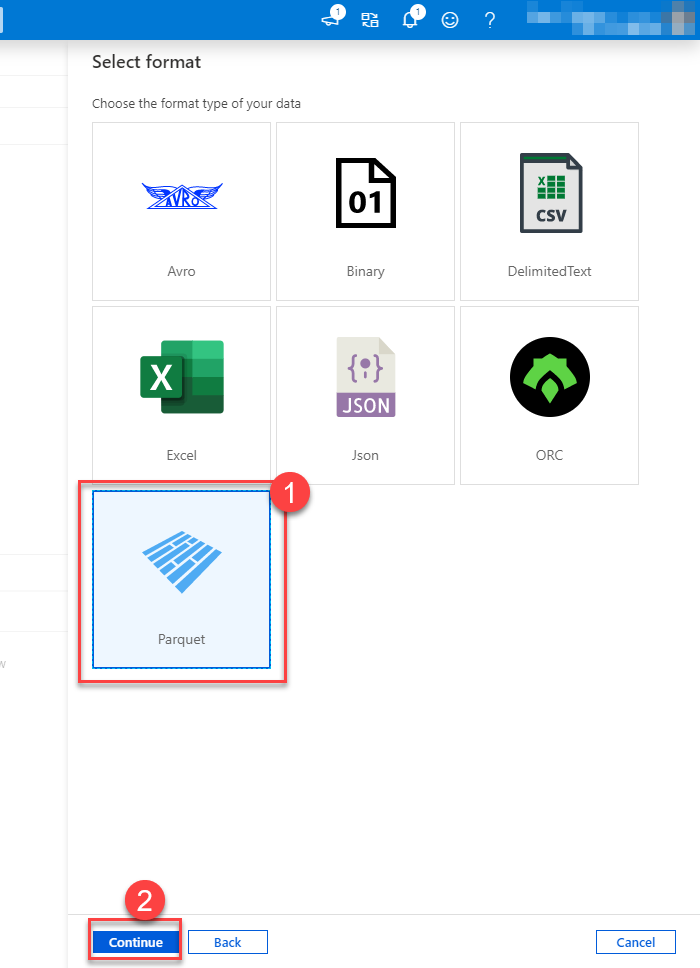 1
1
?
Select format
Choose the format type of your data
AVRO
01
X
CSV
Avro
Binary
DelimitedText
X
{ }
JSON
Excel
Json
ORC
1
Parquet
w
2
Continue
Back
Cancel